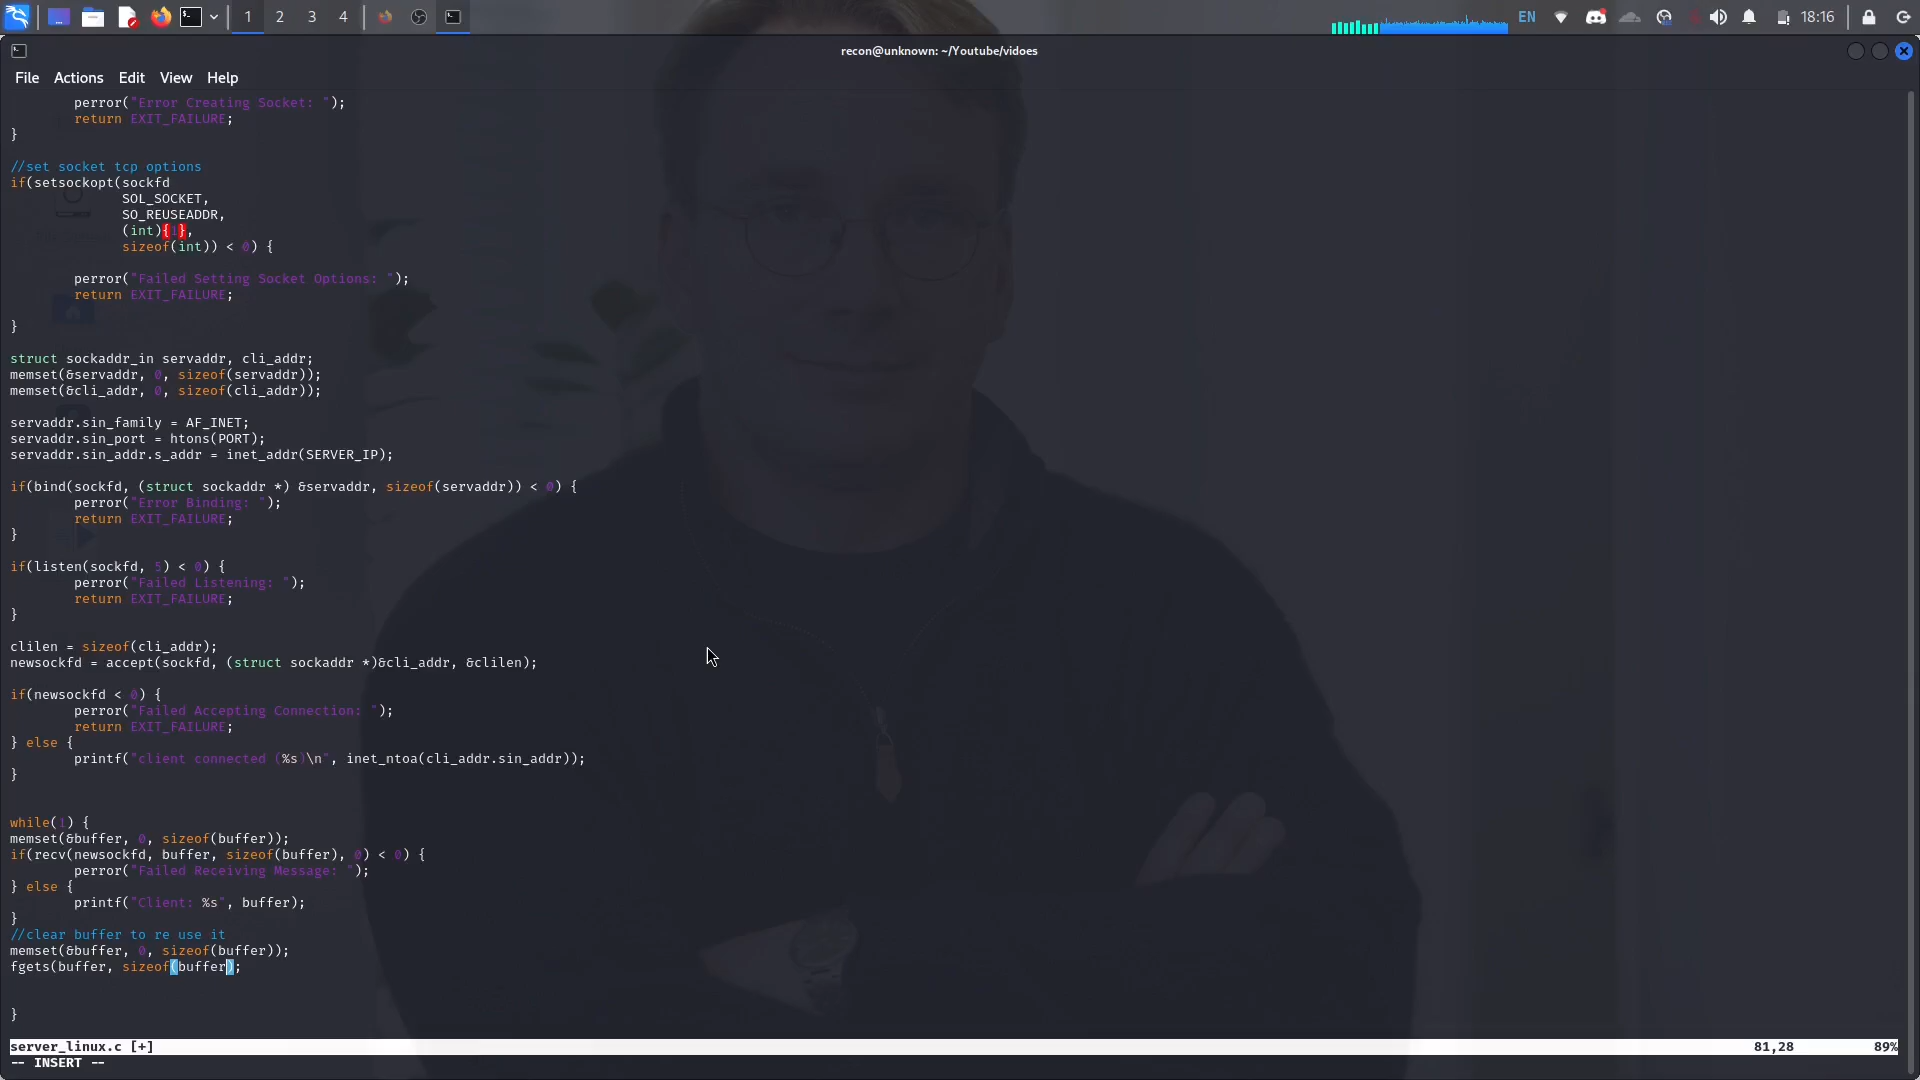 1 2 3 4 EN 18:16
recon@unknown: ~/Youtube/vidoes
File Actions Edit View Help
perror("Error Creating Socket: ");
return EXIT_FAILURE;
}
//set socket tcp options
if(setsockopt(sockfd
SOL_SOCKET,
SO_REUSEADDR,
(int){1},
sizeof(int)) < 0) {
perror("Failed Setting Socket Options: ");
return EXIT_FAILURE;
}
struct sockaddr_in servaddr, cli_addr;
memset(&servaddr, 0, sizeof(servaddr));
memset(&cli_addr, 0, sizeof(cli_addr));
servaddr.sin_family = AF_INET;
servaddr.sin_port = htons(PORT);
servaddr.sin_addr.s_addr = inet_addr(SERVER_IP);
if(bind(sockfd, (struct sockaddr *) &servaddr, sizeof(servaddr)) < 0) {
perror("Error Binding: ");
return EXIT_FAILURE;
}
if(listen(sockfd, 5) < 0) {
perror("Failed Listening: ");
return EXIT_FAILURE;
}
clilen = sizeof(cli_addr);
newsockfd = accept(sockfd, (struct sockaddr *)&cli_addr, &clilen);
if(newsockfd < 0) {
perror("Failed Accepting Connection: ");
return EXIT_FAILURE;
} else {
printf("client connected (%s)\n", inet_ntoa(cli_addr.sin_addr));
}
while(1) {
memset(&buffer, 0, sizeof(buffer));
if(recv(newsockfd, buffer, sizeof(buffer), 0) < 0) {
perror("Failed Receiving Message: ");
} else {
printf("Client: %s", buffer);
}
//clear buffer to re use it
memset(&buffer, 0, sizeof(buffer));
fgets(buffer, sizeof(buffer);
}
server_linux.c [+] 81,28 89%
-- INSERT --